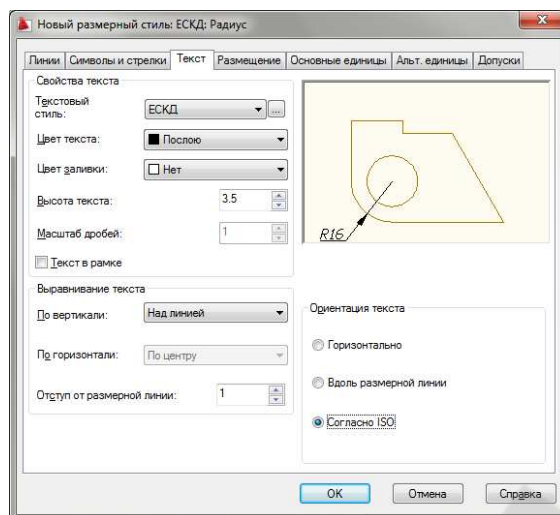 Новый размерный стиль: ЕСКД: Радиус
Линии Символы и стрелки Текст Размещение Основные единицы Альт. единицы Допуски
Свойства текста
Текстовый стиль: ЕСКД ...
Цвет текста: Послою
Цвет заливки: Нет
Высота текста: 3.5
Масштаб дробей: 1
Текст в рамке
R16
Выравнивание текста
По вертикали: Над линией
По горизонтали: По центру
Отступ от размерной линии: 1
Ориентация текста
Горизонтально
Вдоль размерной линии
Согласно ISO
OK Отмена Справка